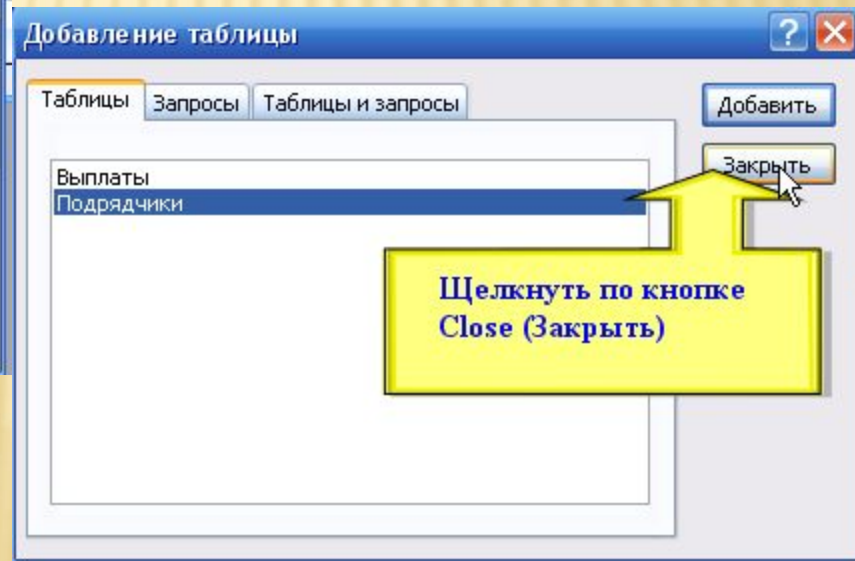 Добавление таблицы
Таблицы Запросы Таблицы и запросы
Добавить
Закрыть
Выплаты
Подрядчики
Щелкнуть по кнопке
Close (Закрыть)